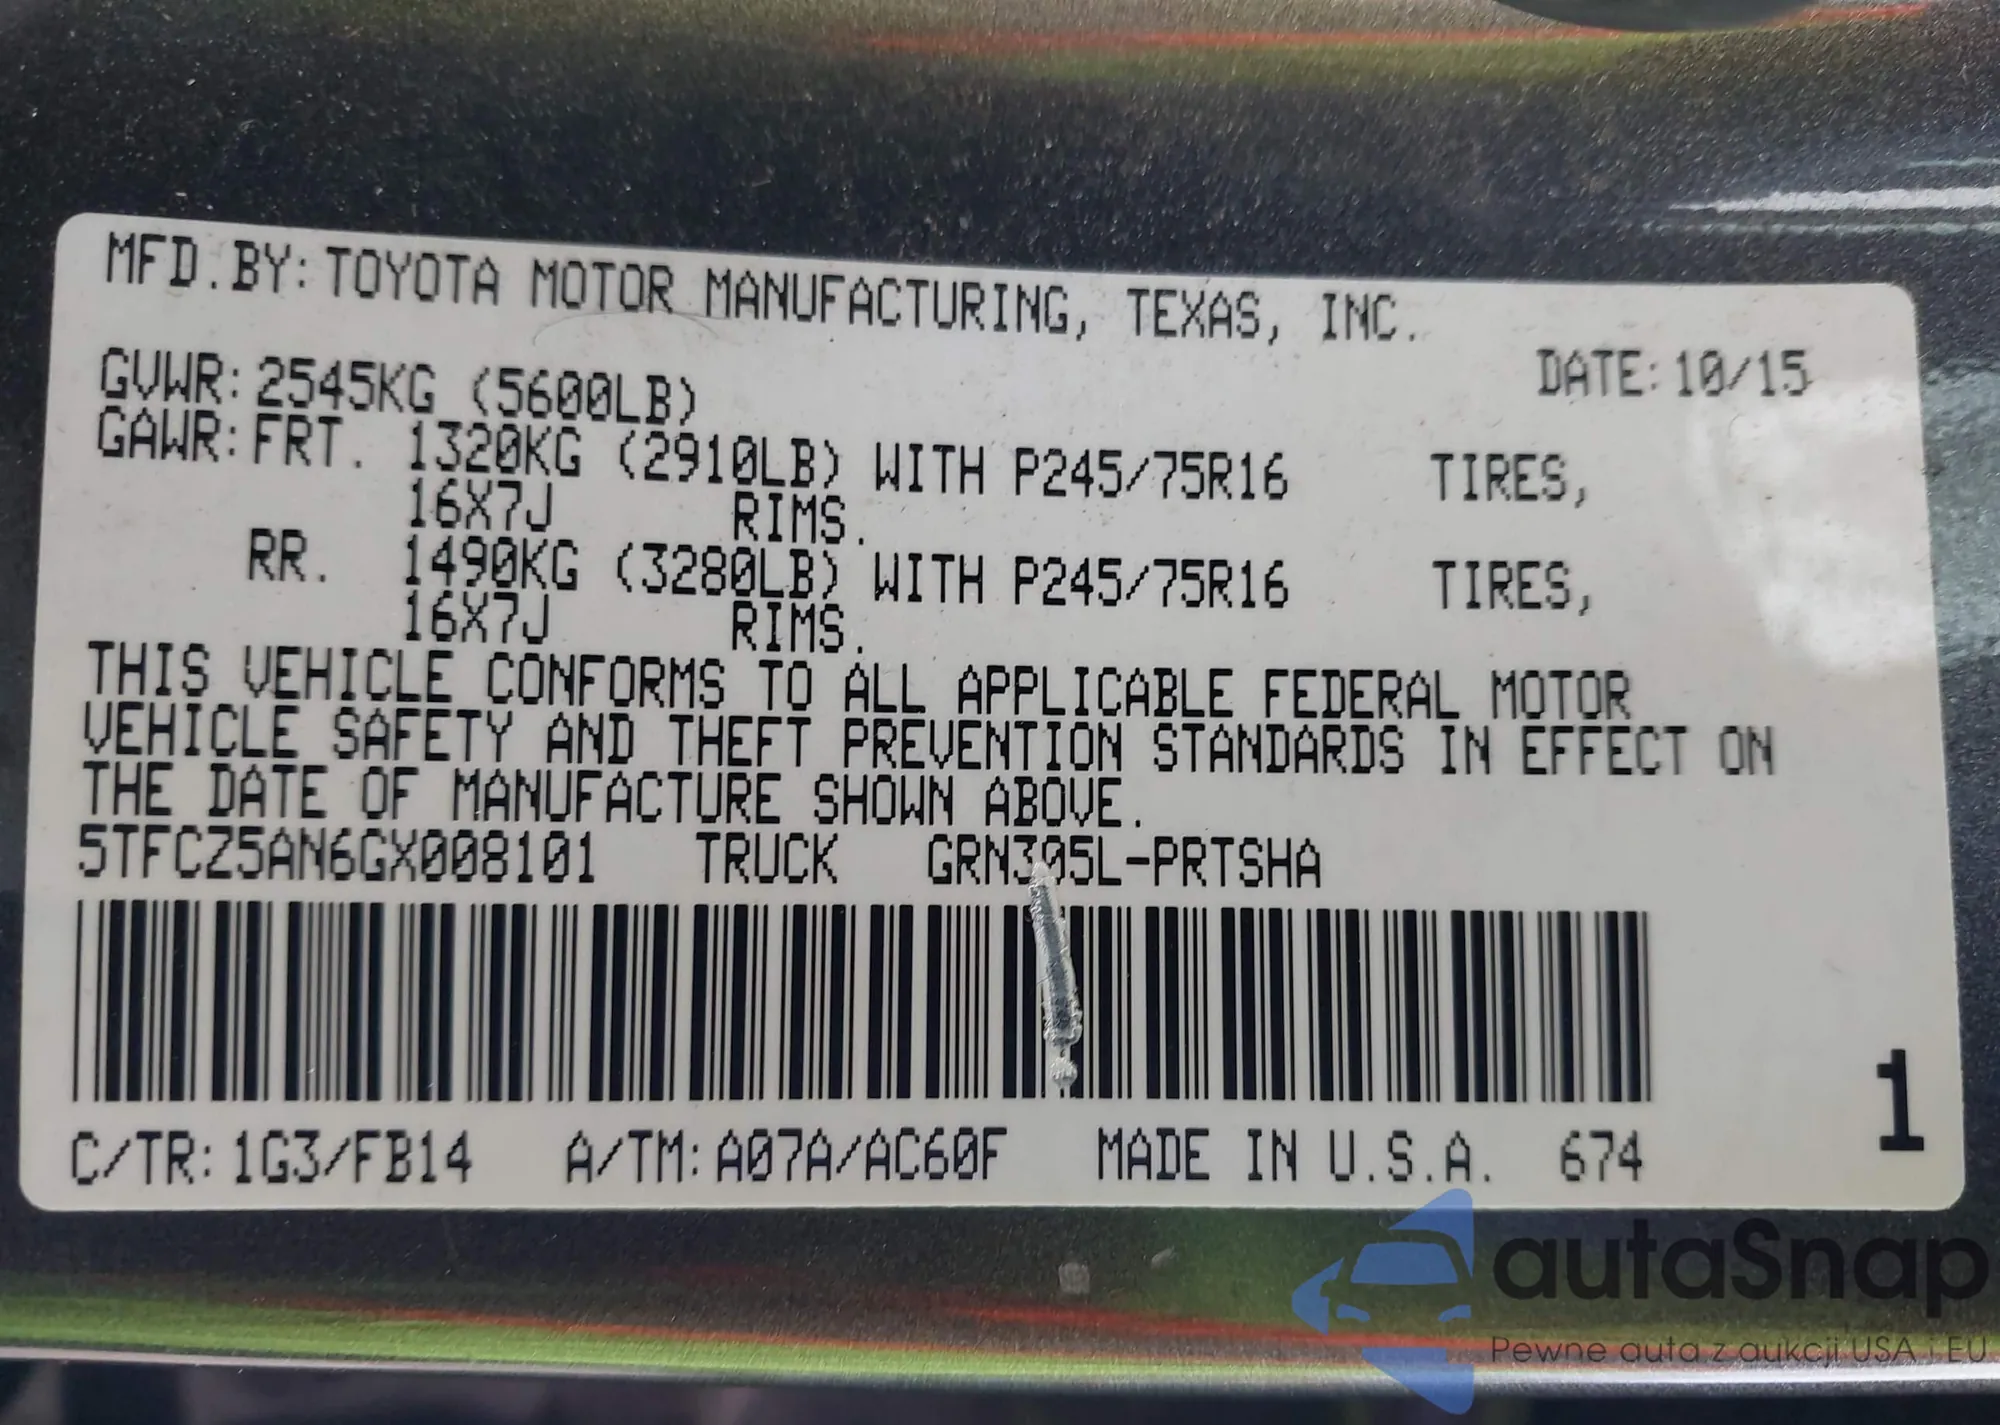 MFD.BY: TOYOTA MOTOR MANUFACTURING, TEXAS, INC.
GVWR: 2545KG (5600LB) DATE: 10/15
GAWR: FRT. 1320KG (2910LB) WITH P245/75R16 TIRES,
16X7J RIMS.
RR. 1490KG (3280LB) WITH P245/75R16 TIRES,
16X7J RIMS.
THIS VEHICLE CONFORMS TO ALL APPLICABLE FEDERAL MOTOR
VEHICLE SAFETY AND THEFT PREVENTION STANDARDS IN EFFECT ON
THE DATE OF MANUFACTURE SHOWN ABOVE.
5TFCZ5AN6GX008101 TRUCK GRN305L-PRTSHA
C/TR: 1G3/FB14 A/TM: A07A/AC60F MADE IN U.S.A. 674
1
autaSnap
Pewne auta z aukcji USA i EU